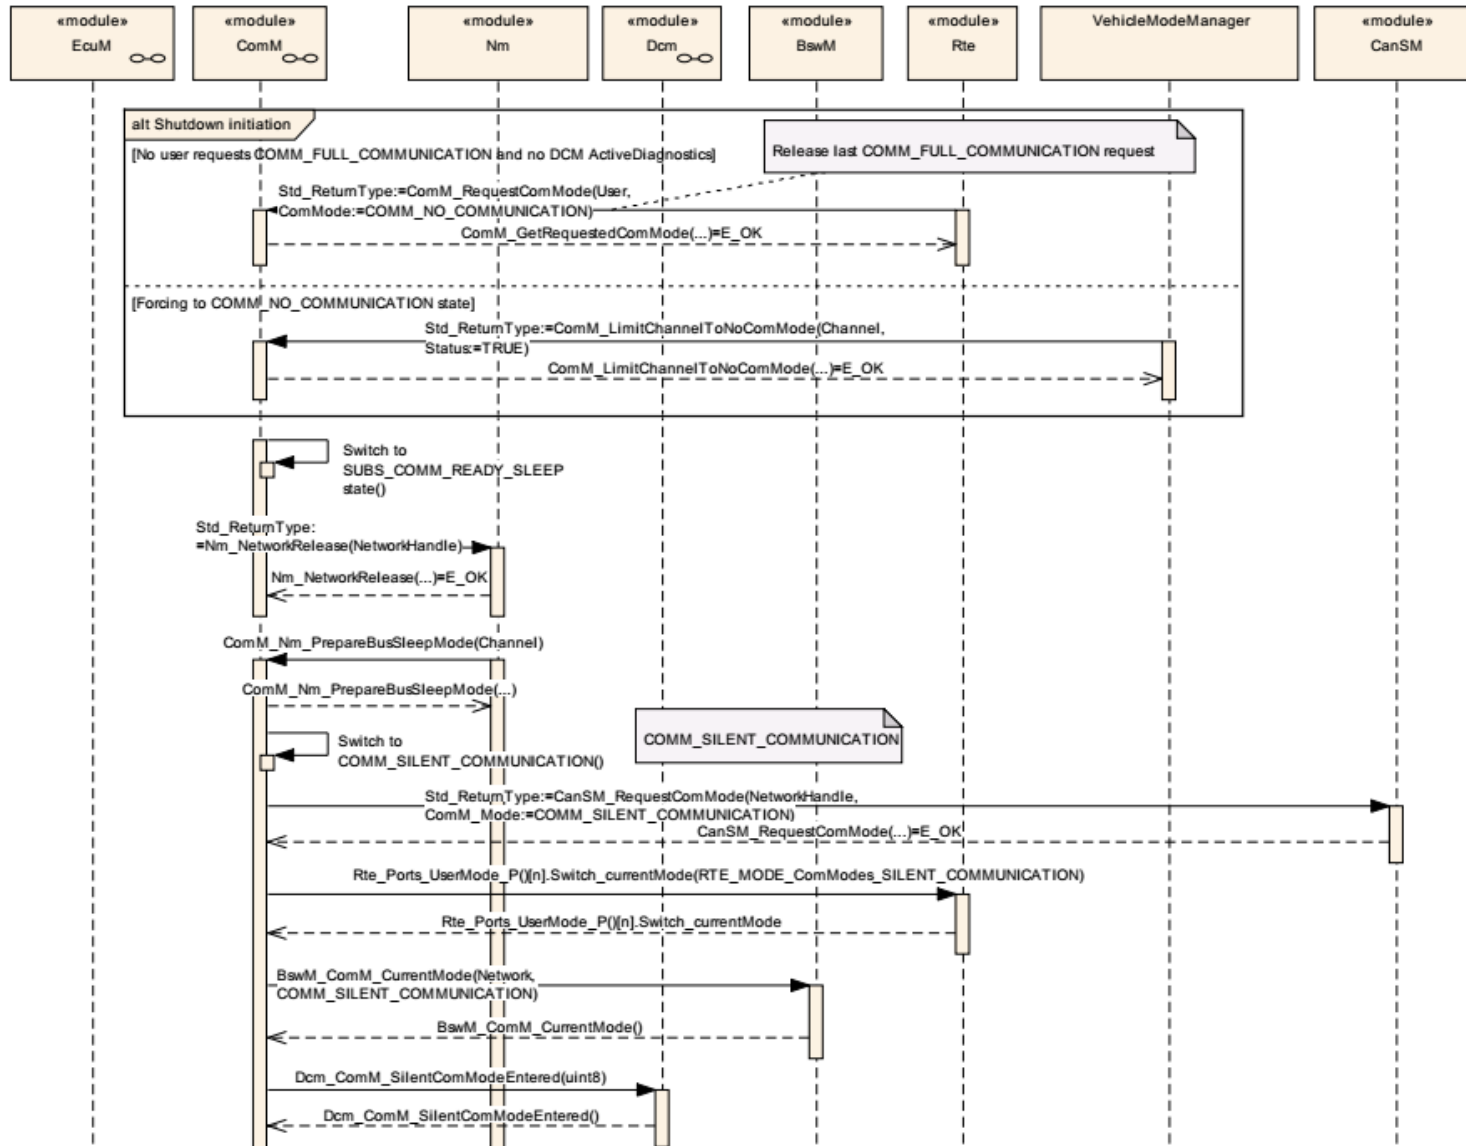 «module»
EcuM
«module»
ComM
«module»
Nm
«module»
Dcm
«module»
BswM
«module»
Rte
VehicleModeManager
«module»
CanSM
alt Shutdown initiation
[No user requests COMM_FULL_COMMUNICATION and no DCM ActiveDiagnostics]
Release last COMM_FULL_COMMUNICATION request
Std_ReturnType:=ComM_RequestComMode(User,
ComMode:=COMM_NO_COMMUNICATION)
ComM_GetRequestedComMode(...)=E_OK
[Forcing to COMM_NO_COMMUNICATION state]
Std_ReturnType:=ComM_LimitChannelToNoComMode(Channel,
Status:=TRUE)
ComM_LimitChannelToNoComMode(...)=E_OK
Switch to
SUBS_COMM_READY_SLEEP
state()
Std_ReturnType:
=Nm_NetworkRelease(NetworkHandle)
Nm_NetworkRelease(...)=E_OK
ComM_Nm_PrepareBusSleepMode(Channel)
ComM_Nm_PrepareBusSleepMode(...)
Switch to
COMM_SILENT_COMMUNICATION()
COMM_SILENT_COMMUNICATION
Std_ReturnType:=CanSM_RequestComMode(NetworkHandle,
ComM_Mode:=COMM_SILENT_COMMUNICATION)
CanSM_RequestComMode(...)=E_OK
Rte_Ports_UserMode_P()[n].Switch_currentMode(RTE_MODE_ComModes_SILENT_COMMUNICATION)
Rte_Ports_UserMode_P()[n].Switch_currentMode
BswM_ComM_CurrentMode(Network,
COMM_SILENT_COMMUNICATION)
BswM_ComM_CurrentMode()
Dcm_ComM_SilentComModeEntered(uint8)
Dcm_ComM_SilentComModeEntered()